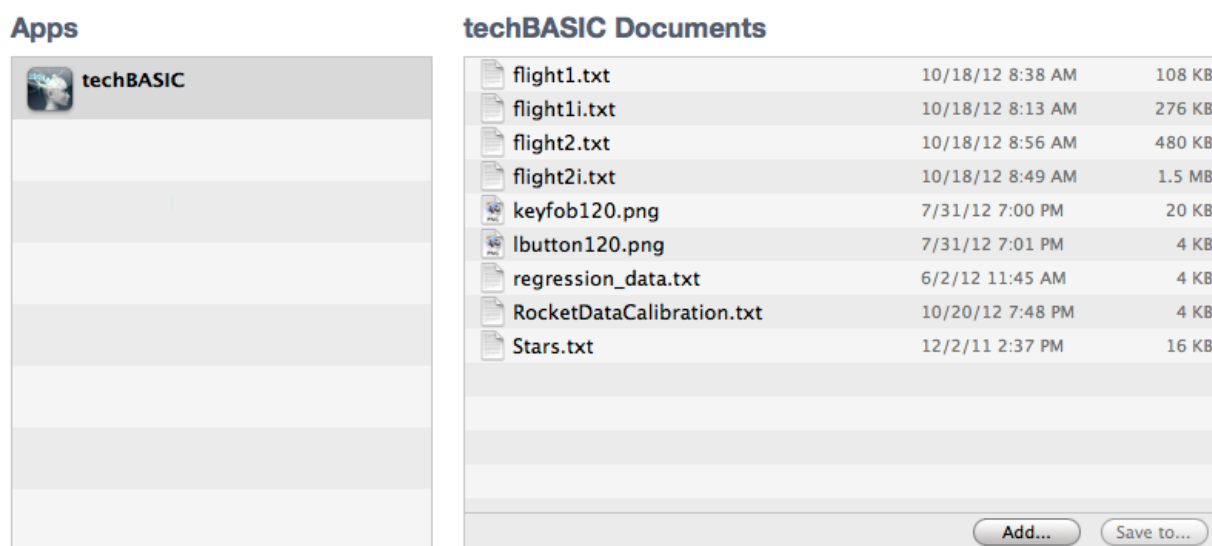 Apps
techBASIC
techBASIC Documents
flight1.txt 10/18/12 8:38 AM 108 KB
flight1i.txt 10/18/12 8:13 AM 276 KB
flight2.txt 10/18/12 8:56 AM 480 KB
flight2i.txt 10/18/12 8:49 AM 1.5 MB
keyfob120.png 7/31/12 7:00 PM 20 KB
lbutton120.png 7/31/12 7:01 PM 4 KB
regression_data.txt 6/2/12 11:45 AM 4 KB
RocketDataCalibration.txt 10/20/12 7:48 PM 4 KB
Stars.txt 12/2/11 2:37 PM 16 KB
Add... Save to...